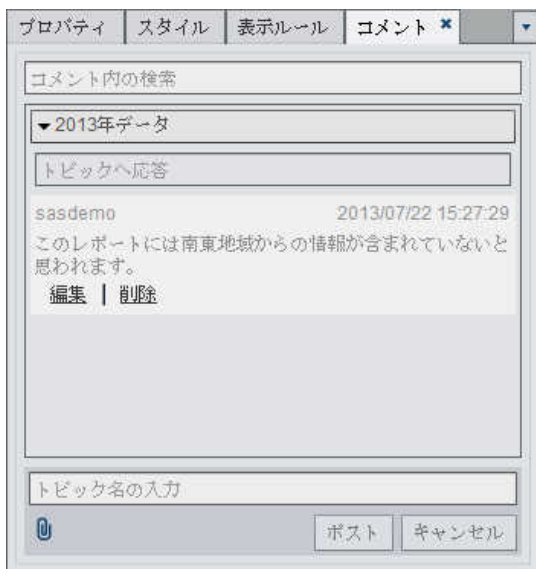 プロパティ スタイル 表示ルール コメント
コメント内の検索
2013年データ
トピックへ応答
sasdemo 2013/07/22 15:27:29
このレポートには南東地域からの情報が含まれていないと
思われます。
編集 | 削除
トピック名の入力
ポスト キャンセル